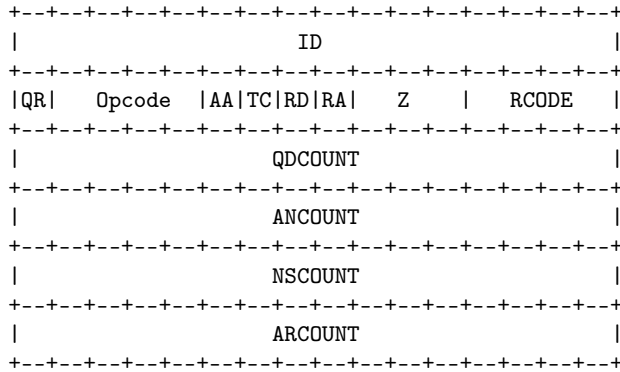 +--+--+--+--+--+--+--+--+--+--+--+--+--+--+--+--+
|                      ID                       |
+--+--+--+--+--+--+--+--+--+--+--+--+--+--+--+--+
|QR|   Opcode  |AA|TC|RD|RA|   Z    |   RCODE   |
+--+--+--+--+--+--+--+--+--+--+--+--+--+--+--+--+
|                    QDCOUNT                    |
+--+--+--+--+--+--+--+--+--+--+--+--+--+--+--+--+
|                    ANCOUNT                    |
+--+--+--+--+--+--+--+--+--+--+--+--+--+--+--+--+
|                    NSCOUNT                    |
+--+--+--+--+--+--+--+--+--+--+--+--+--+--+--+--+
|                    ARCOUNT                    |
+--+--+--+--+--+--+--+--+--+--+--+--+--+--+--+--+